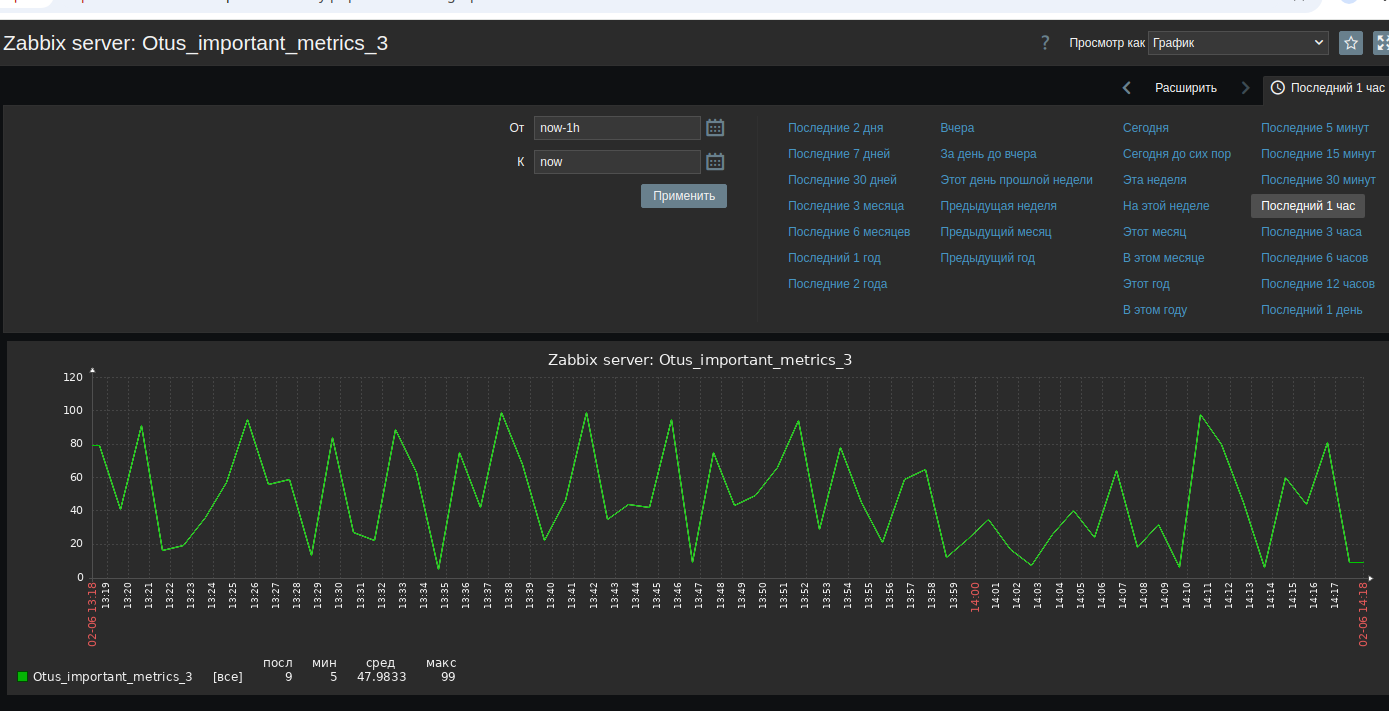 Zabbix server: Otus_important_metrics_3
? Просмотр как График
Расширить Последний 1 час
От now-1h
К now
Применить
Последние 2 дня Вчера Сегодня Последние 5 минут
Последние 7 дней За день до вчера Сегодня до сих пор Последние 15 минут
Последние 30 дней Этот день прошлой недели Эта неделя Последние 30 минут
Последние 3 месяца Предыдущая неделя На этой неделе Последний 1 час
Последние 6 месяцев Предыдущий месяц Этот месяц Последние 3 часа
Последний 1 год Предыдущий год В этом месяце Последние 6 часов
Последние 2 года Этот год Последние 12 часов
В этом году Последний 1 день
Zabbix server: Otus_important_metrics_3
120
100
80
60
40
20
0
02-06 13:18 13:19 13:20 13:21 13:22 13:23 13:24 13:25 13:26 13:27 13:28 13:29 13:30 13:31 13:32 13:33 13:34 13:35 13:36 13:37 13:38 13:39 13:40 13:41 13:42 13:43 13:44 13:45 13:46 13:47 13:48 13:49 13:50 13:51 13:52 13:53 13:54 13:55 13:56 13:57 13:58 13:59 14:00 14:01 14:02 14:03 14:04 14:05 14:06 14:07 14:08 14:09 14:10 14:11 14:12 14:13 14:14 14:15 14:16 14:17 02-06 14:18
посл мин сред макс
Otus_important_metrics_3 [все] 9 5 47.9833 99